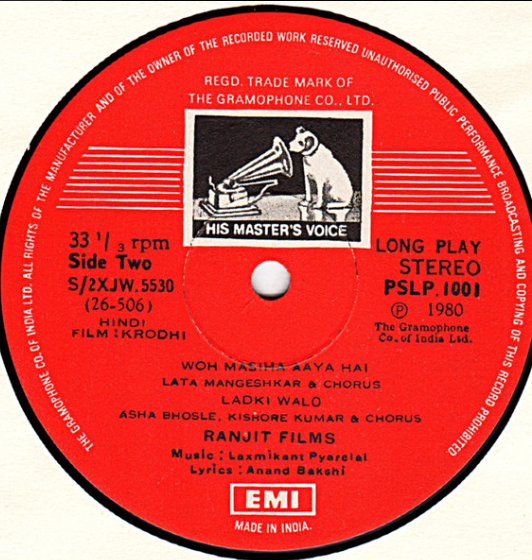 THE GRAMOPHONE CO. OF INDIA LTD. ALL RIGHTS OF THE MANUFACTURER AND OF THE OWNER OF THE RECORDED WORK RESERVED UNAUTHORISED PUBLIC PERFORMANCE BROADCASTING AND COPYING OF THIS RECORD PROHIBITED
REGD. TRADE MARK OF
THE GRAMOPHONE CO., LTD.
HIS MASTER'S VOICE
33 1/3 rpm
Side Two
S/2XJW.5530
(26-506)
HINDI
FILM : KRODHI
LONG PLAY
STEREO
PSLP.1001
Ⓟ 1980
The Gramophone
Co. of India Ltd.
WOH MASIHA AAYA HAI
LATA MANGESHKAR & CHORUS
LADKI WALO
ASHA BHOSLE, KISHORE KUMAR & CHORUS
RANJIT FILMS
Music : Laxmikant Pyarelal
Lyrics : Anand Bakshi
EMI
MADE IN INDIA.